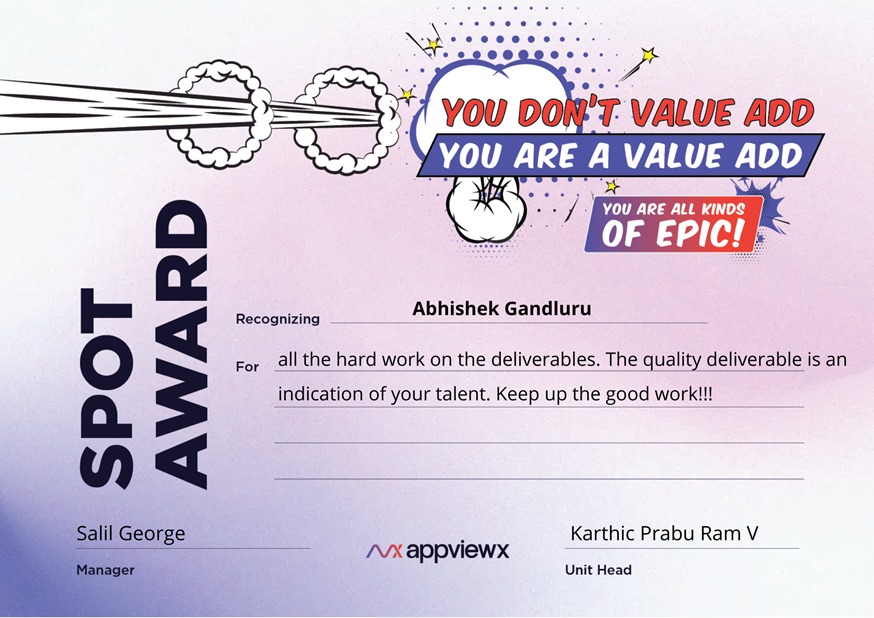 YOU DON'T VALUE ADD
YOU ARE A VALUE ADD
YOU ARE ALL KINDS
OF EPIC!
SPOT
AWARD
Recognizing Abhishek Gandluru
For all the hard work on the deliverables. The quality deliverable is an
indication of your talent. Keep up the good work!!!
Salil George
Manager
appviewx
Karthic Prabu Ram V
Unit Head